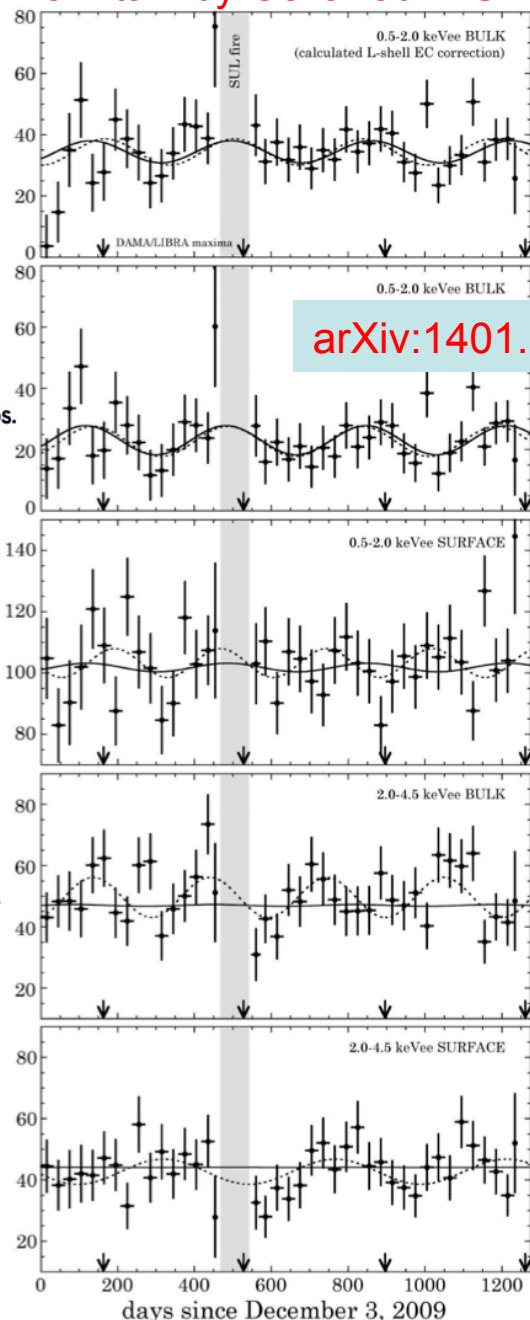 0.5-2.0 keVee BULK
(calculated L-shell EC correction)
SUL fire
80
60
40
20
0
DAMA/LIBRA maxima
0.5-2.0 keVee BULK
arXiv:1401.
80
60
40
20
0
0.5-2.0 keVee SURFACE
140
120
100
80
2.0-4.5 keVee BULK
80
60
40
20
2.0-4.5 keVee SURFACE
80
60
40
20
0 200 400 600 800 1000 1200
days since December 3, 2009